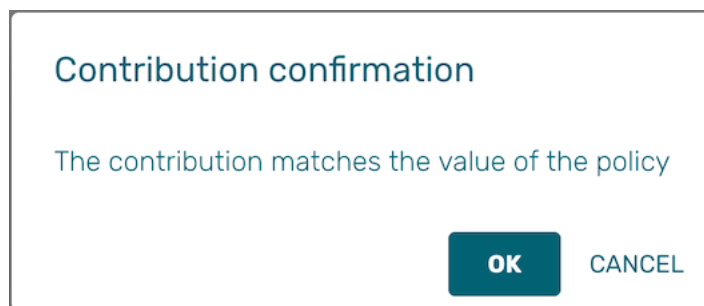 Contribution confirmation
The contribution matches the value of the policy
OK CANCEL